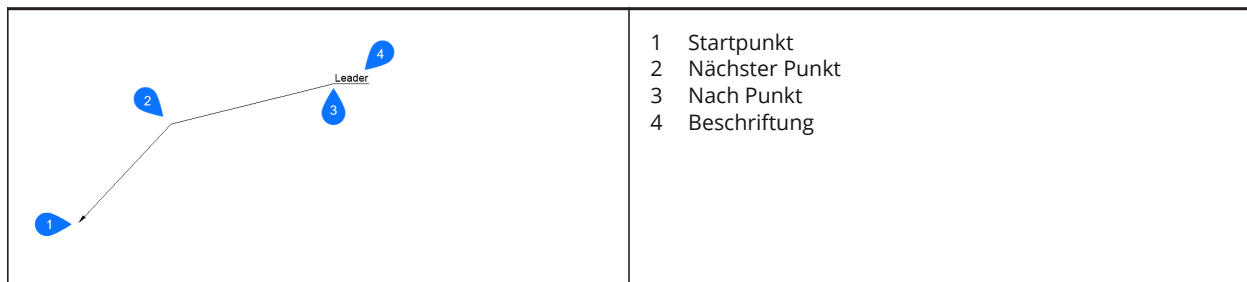 4
Leader
2
3
1
1 Startpunkt
2 Nächster Punkt
3 Nach Punkt
4 Beschriftung